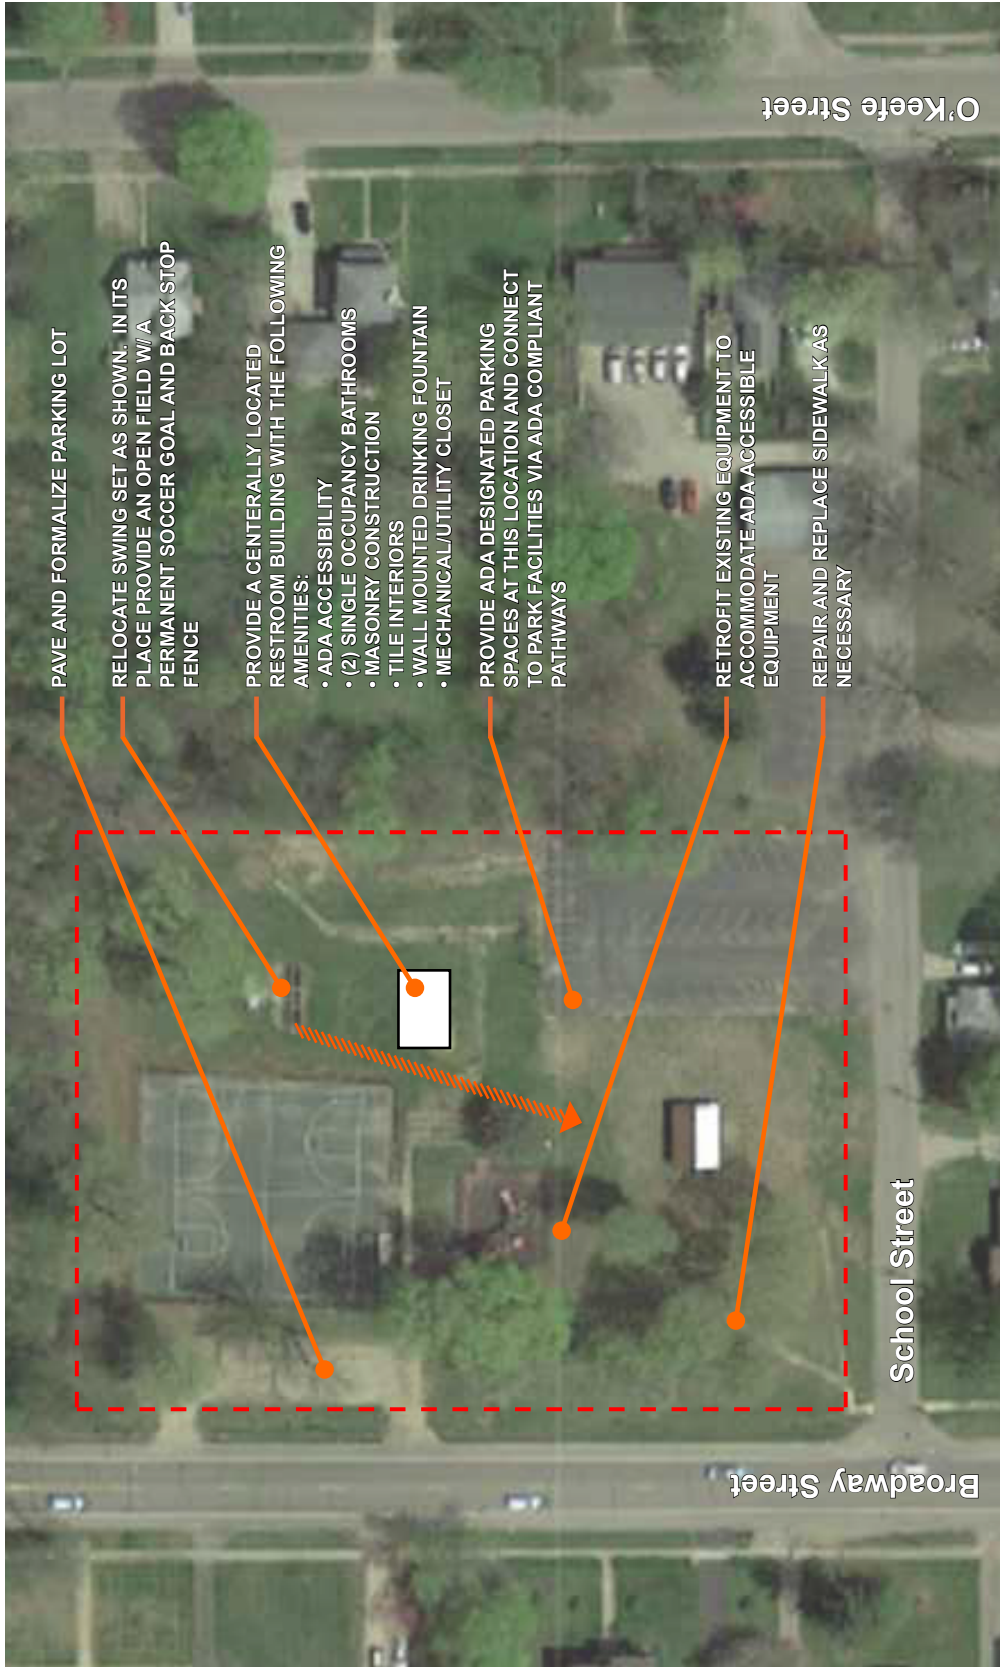 PAVE AND FORMALIZE PARKING LOT
RELOCATE SWING SET AS SHOWN. IN ITS
PLACE PROVIDE AN OPEN FIELD W/ A
PERMANENT SOCCER GOAL AND BACK STOP
FENCE
PROVIDE A CENTERALLY LOCATED
RESTROOM BUILDING WITH THE FOLLOWING
AMENITIES:
• ADA ACCESSIBILITY
• (2) SINGLE OCCUPANCY BATHROOMS
• MASONRY CONSTRUCTION
• TILE INTERIORS
• WALL MOUNTED DRINKING FOUNTAIN
• MECHANICAL/UTILITY CLOSET
PROVIDE ADA DESIGNATED PARKING
SPACES AT THIS LOCATION AND CONNECT
TO PARK FACILITIES VIA ADA COMPLIANT
PATHWAYS
RETROFIT EXISTING EQUIPMENT TO
ACCOMMODATE ADA ACCESSIBLE
EQUIPMENT
REPAIR AND REPLACE SIDEWALK AS
NECESSARY
O'Keefe Street
School Street
Broadway Street